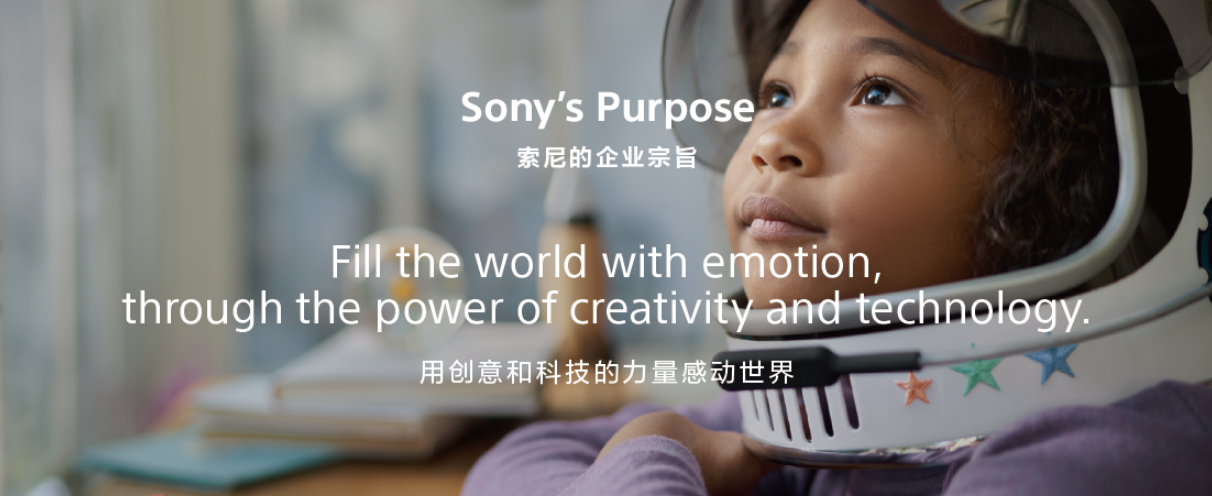 Sony’s Purpose
索尼的企业宗旨
Fill the world with emotion,
through the power of creativity and technology.
用创意和科技的力量感动世界